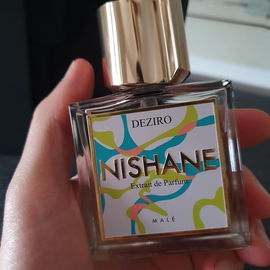 DEZIRO
NISHANE
Extrait de Parfum
MALE